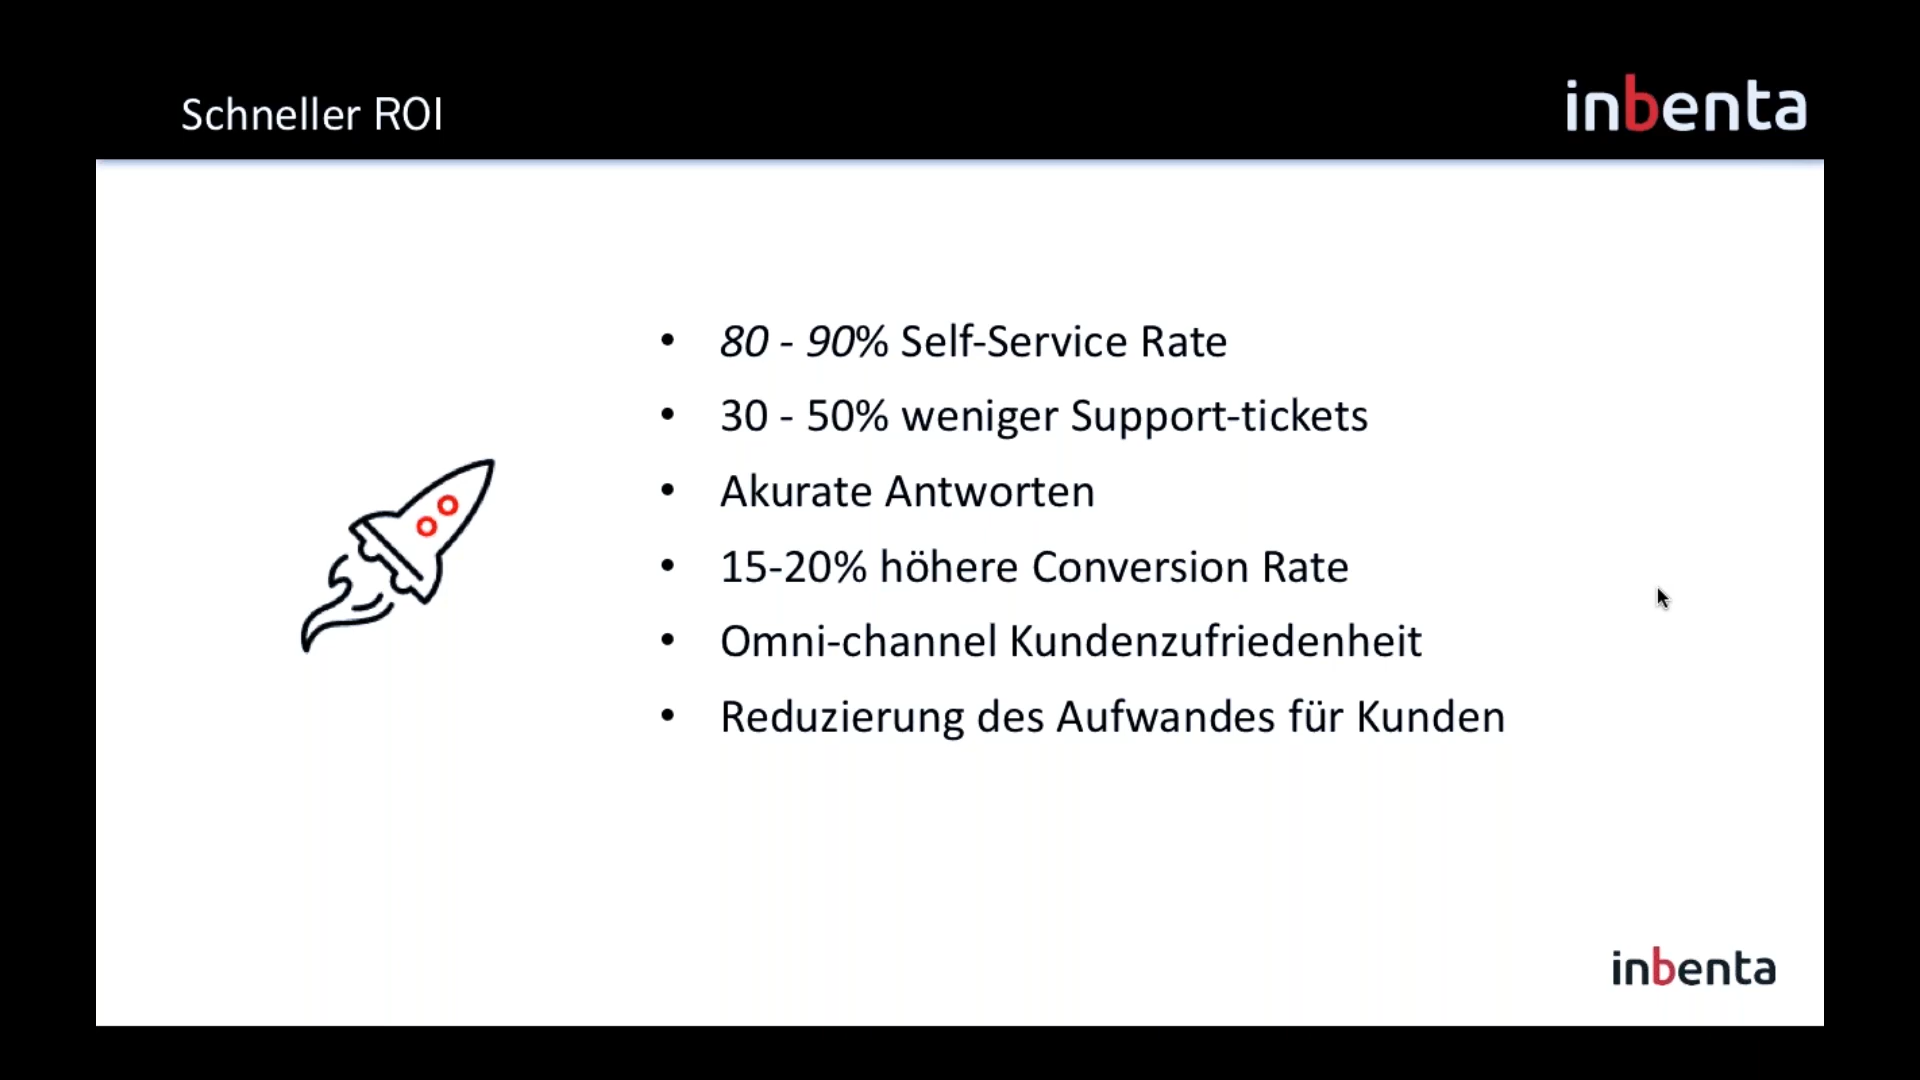 Schneller ROI
inbenta
• 80 - 90% Self-Service Rate
• 30 - 50% weniger Support-tickets
• Akurate Antworten
• 15-20% höhere Conversion Rate
• Omni-channel Kundenzufriedenheit
• Reduzierung des Aufwandes für Kunden
inbenta